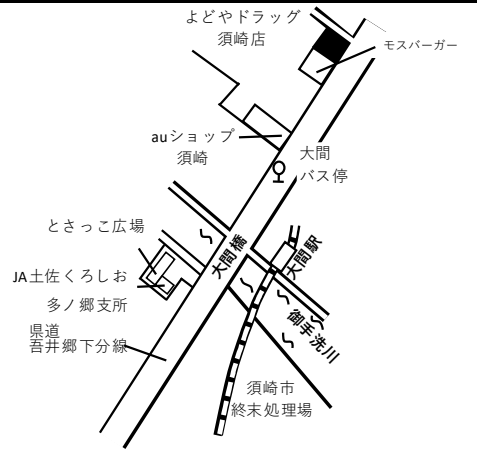 よどやドラッグ
須崎店
モスバーガー
auショップ
須崎
大間
バス停
とさっこ広場
大間橋
大間駅
JA土佐くろしお
多ノ郷支所
御手洗川
県道
吾井郷下分線
須崎市
終末処理場